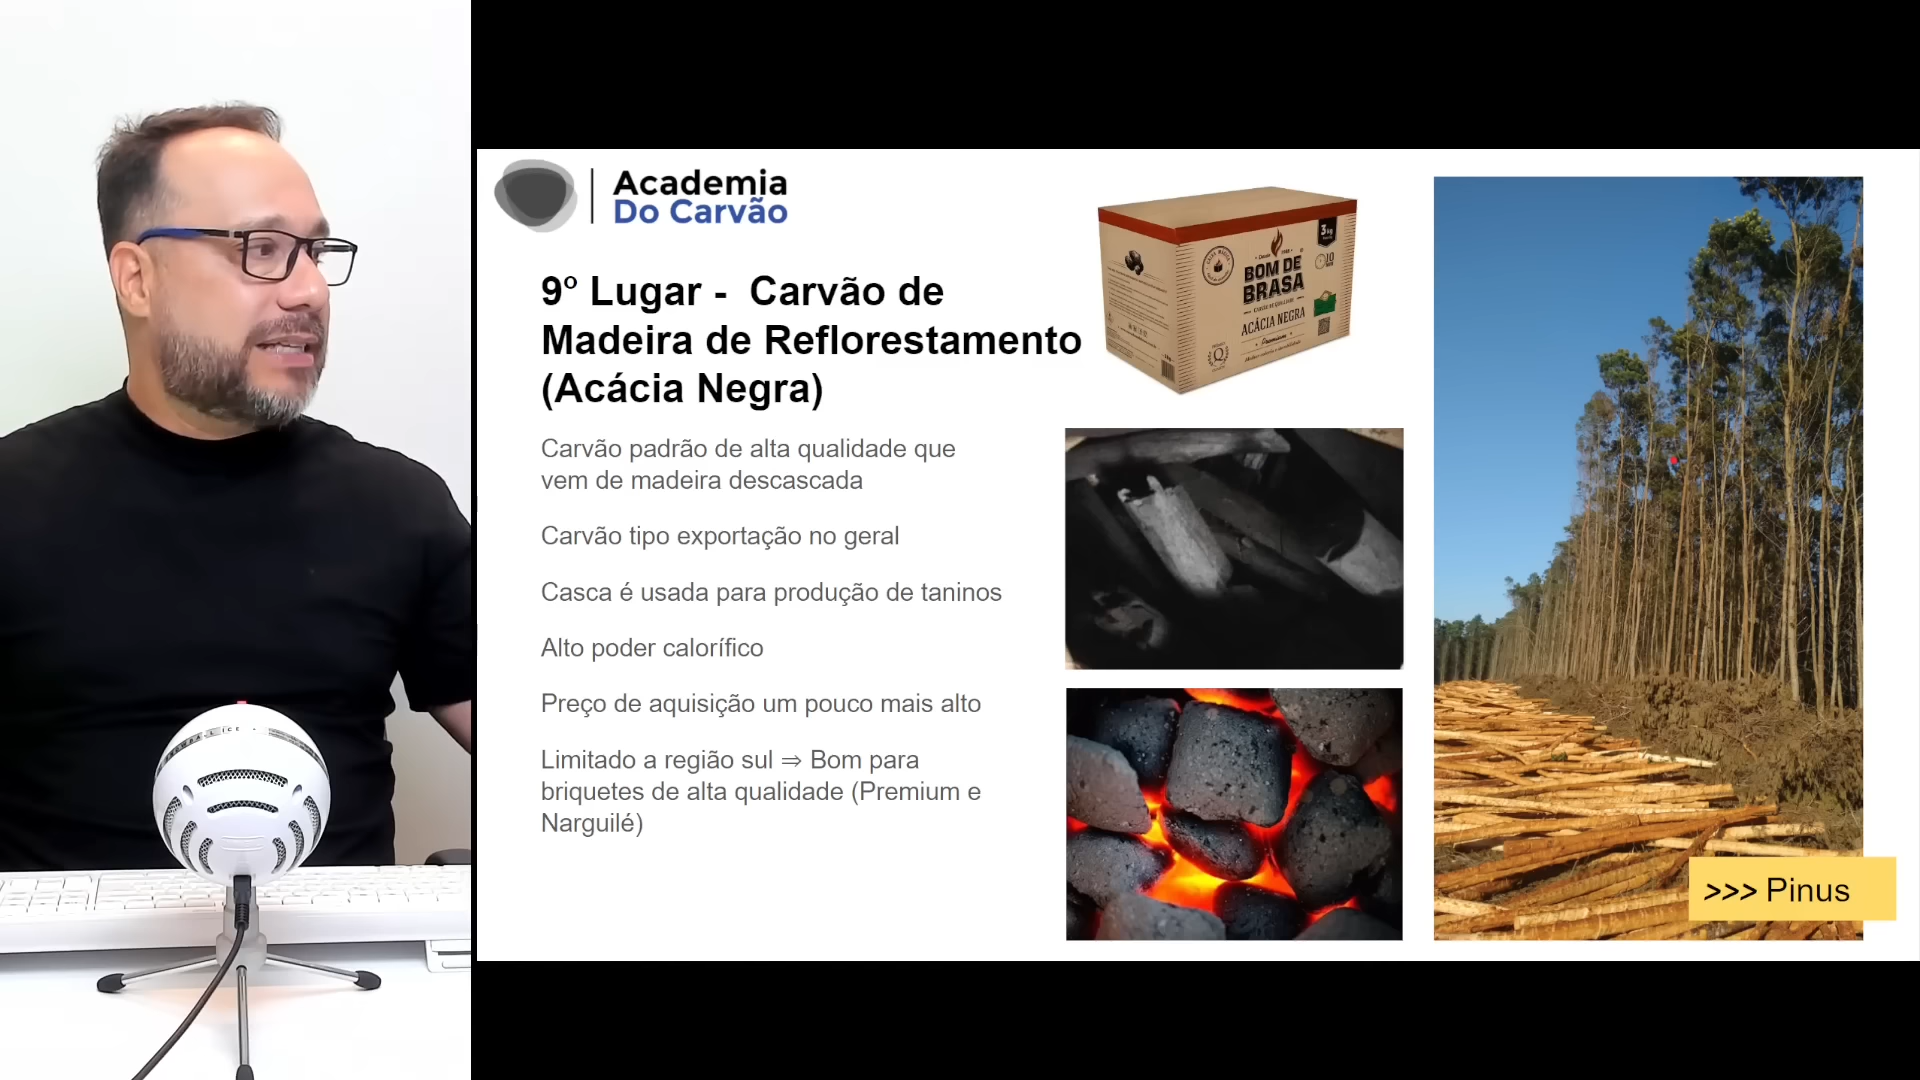 Academia
Do Carvão
9º Lugar - Carvão de
Madeira de Reflorestamento
(Acácia Negra)
Carvão padrão de alta qualidade que
vem de madeira descascada
Carvão tipo exportação no geral
Casca é usada para produção de taninos
Alto poder calorífico
Preço de aquisição um pouco mais alto
Limitado a região sul ⇒ Bom para
briquetes de alta qualidade (Premium e
Narguilé)
3 kg
BOM DE
BRASA
ACÁCIA NEGRA
Premium
>>> Pinus